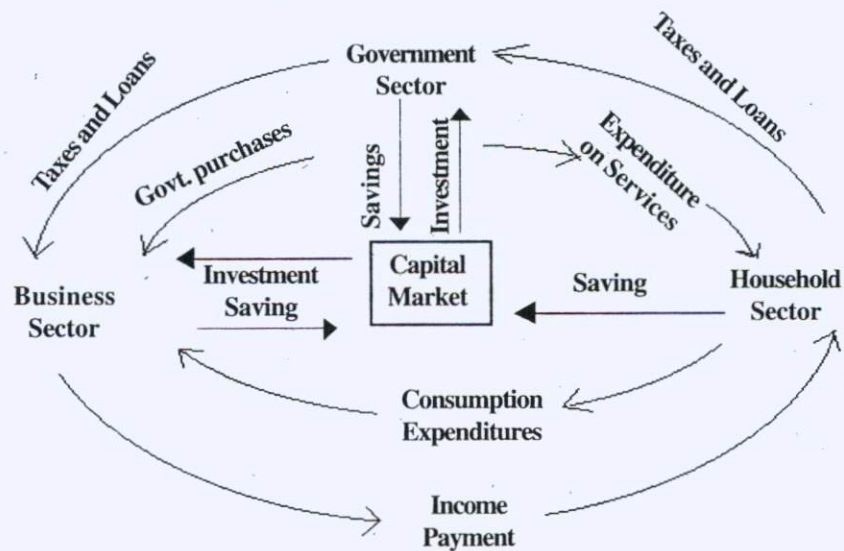 Government
Sector
Taxes and Loans
Taxes and Loans
Govt. purchases
Savings
Investment
Expenditure
on Services
Capital
Market
Investment
Saving
Business
Sector
Saving
Household
Sector
Consumption
Expenditures
Income
Payment